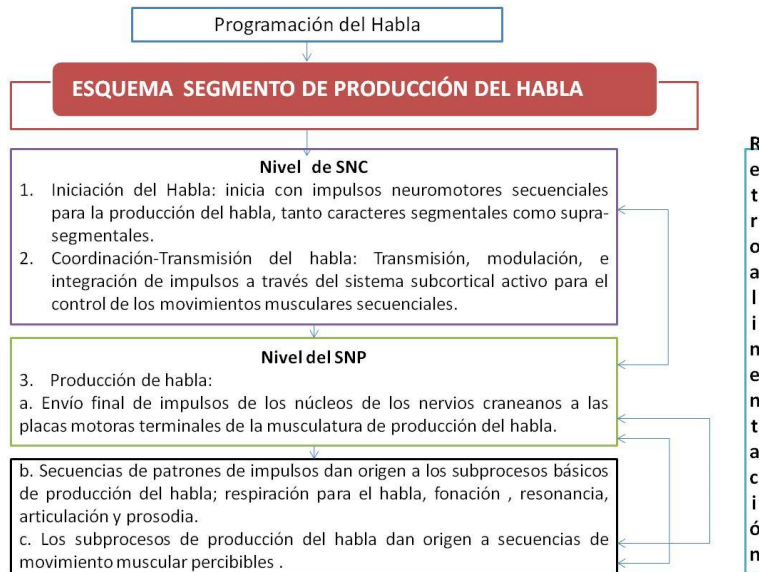 Programación del Habla
ESQUEMA SEGMENTO DE PRODUCCIÓN DEL HABLA
Nivel de SNC
1. Iniciación del Habla: inicia con impulsos neuromotores secuenciales
para la producción del habla, tanto caracteres segmentales como supra-
segmentales.
2. Coordinación-Transmisión del habla: Transmisión, modulación, e
integración de impulsos a través del sistema subcortical activo para el
control de los movimientos musculares secuenciales.
Nivel del SNP
3. Producción de habla:
a. Envío final de impulsos de los núcleos de los nervios craneanos a las
placas motoras terminales de la musculatura de producción del habla.
b. Secuencias de patrones de impulsos dan origen a los subprocesos básicos
de producción del habla; respiración para el habla, fonación , resonancia,
articulación y prosodia.
c. Los subprocesos de producción del habla dan origen a secuencias de
movimiento muscular percibibles .
Retroalimentación